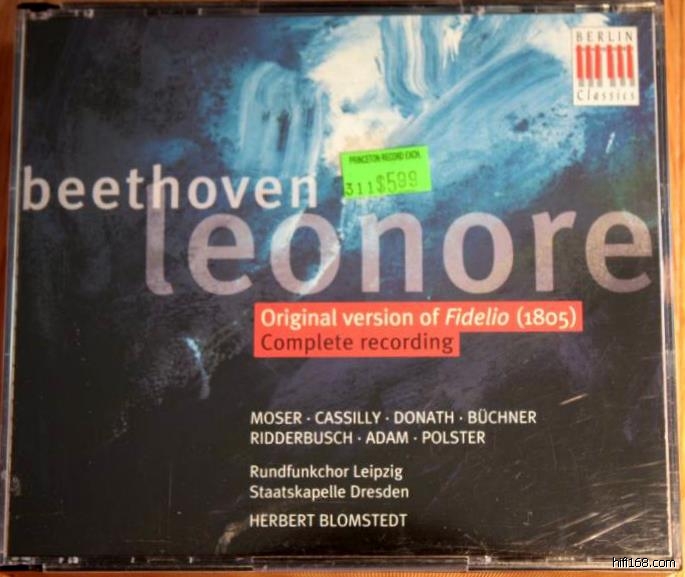 BERLIN
Classics
PRINCETON RECORD EXCH.
311$5.99
beethoven
leonore
Original version of Fidelio (1805)
Complete recording
MOSER · CASSILLY · DONATH · BÜCHNER
RIDDERBUSCH · ADAM · POLSTER
Rundfunkchor Leipzig
Staatskapelle Dresden
HERBERT BLOMSTEDT
hifi168.com